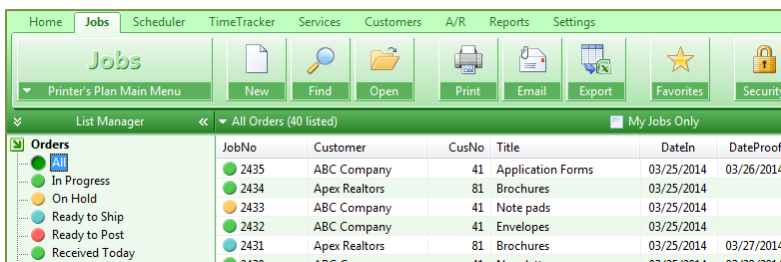 Home Jobs Scheduler TimeTracker Services Customers A/R Reports Settings
Jobs
Printer's Plan Main Menu New Find Open Print Email Export Favorites Security
List Manager All Orders (40 listed) My Jobs Only
Orders
All
In Progress
On Hold
Ready to Ship
Ready to Post
Received Today
JobNo Customer CusNo Title DateIn DateProof
2435 ABC Company 41 Application Forms 03/25/2014 03/26/2014
2434 Apex Realtors 81 Brochures 03/25/2014
2433 ABC Company 41 Note pads 03/25/2014
2432 ABC Company 41 Envelopes 03/25/2014
2431 Apex Realtors 81 Brochures 03/25/2014 03/27/2014